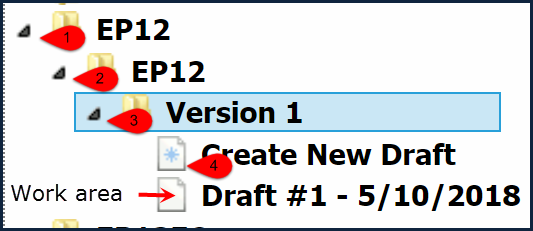 1 EP12
2 EP12
3 Version 1
4 Create New Draft
Work area Draft #1 - 5/10/2018